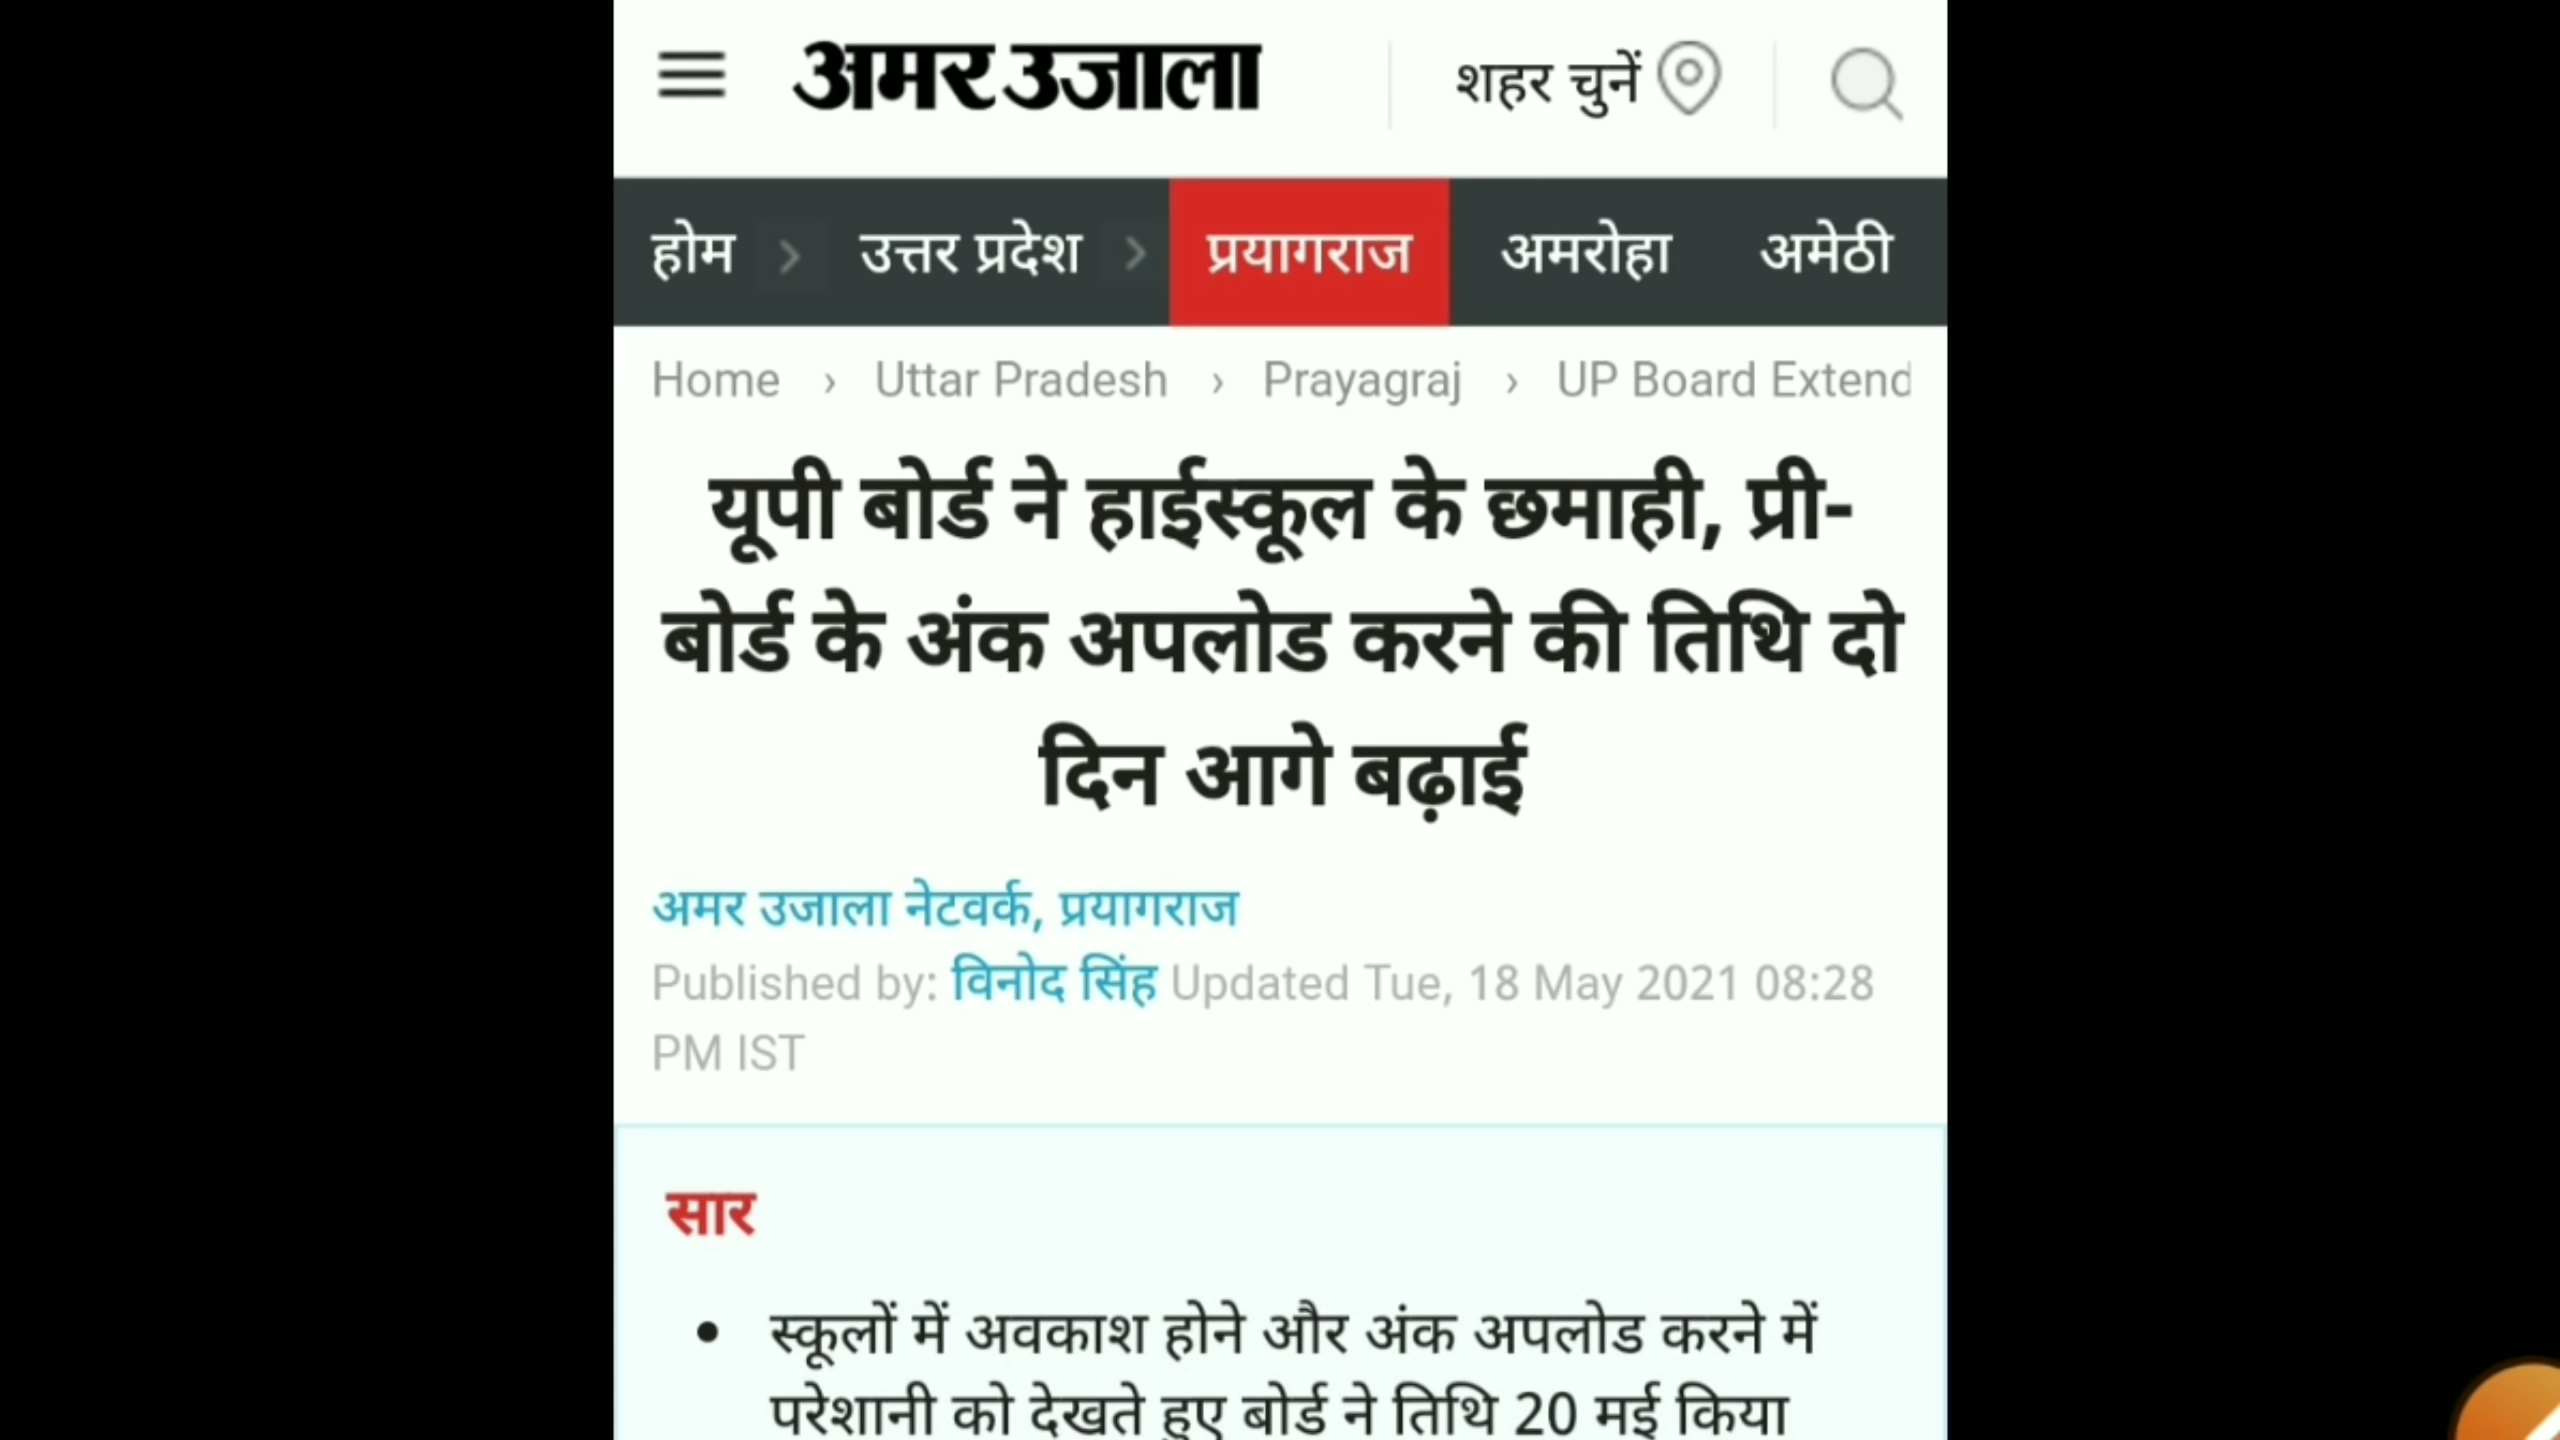 अमर उजाला शहर चुनें
होम > उत्तर प्रदेश > प्रयागराज अमरोहा अमेठी
Home › Uttar Pradesh › Prayagraj › UP Board Extend
यूपी बोर्ड ने हाईस्कूल के छमाही, प्री-
बोर्ड के अंक अपलोड करने की तिथि दो
दिन आगे बढ़ाई
अमर उजाला नेटवर्क, प्रयागराज
Published by: विनोद सिंह Updated Tue, 18 May 2021 08:28
PM IST
सार
• स्कूलों में अवकाश होने और अंक अपलोड करने में
परेशानी को देखते हुए बोर्ड ने तिथि 20 मई किया